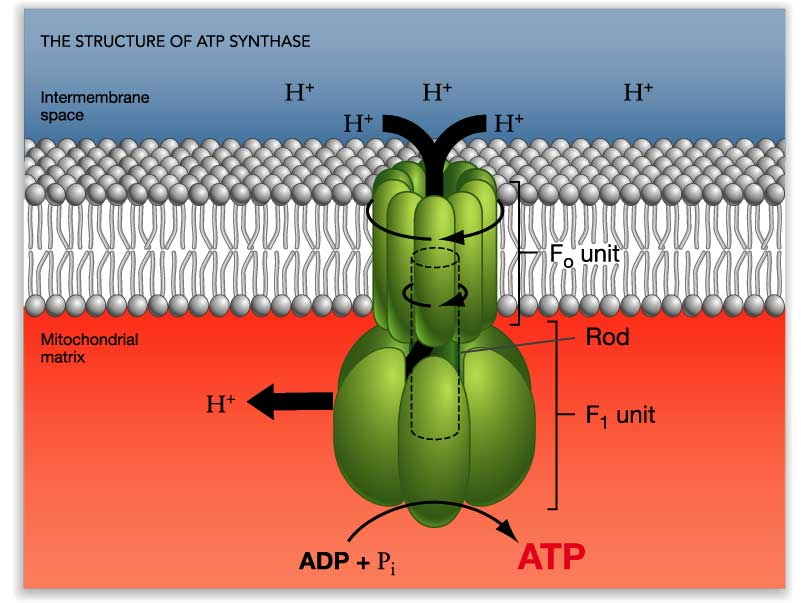 THE STRUCTURE OF ATP SYNTHASE
H⁺ H⁺ H⁺
Intermembrane
space
H⁺ H⁺
Fₒ unit
Mitochondrial
matrix
Rod
H⁺
F₁ unit
ADP + Pᵢ
ATP